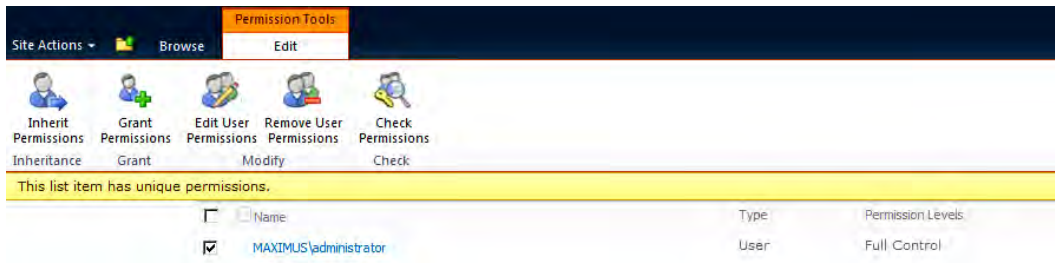 Permission Tools
Site Actions Browse Edit
Inherit Permissions Grant Permissions Edit User Permissions Remove User Permissions Check Permissions
Inheritance Grant Modify Check
This list item has unique permissions.
Name Type Permission Levels
MAXIMUS\administrator User Full Control